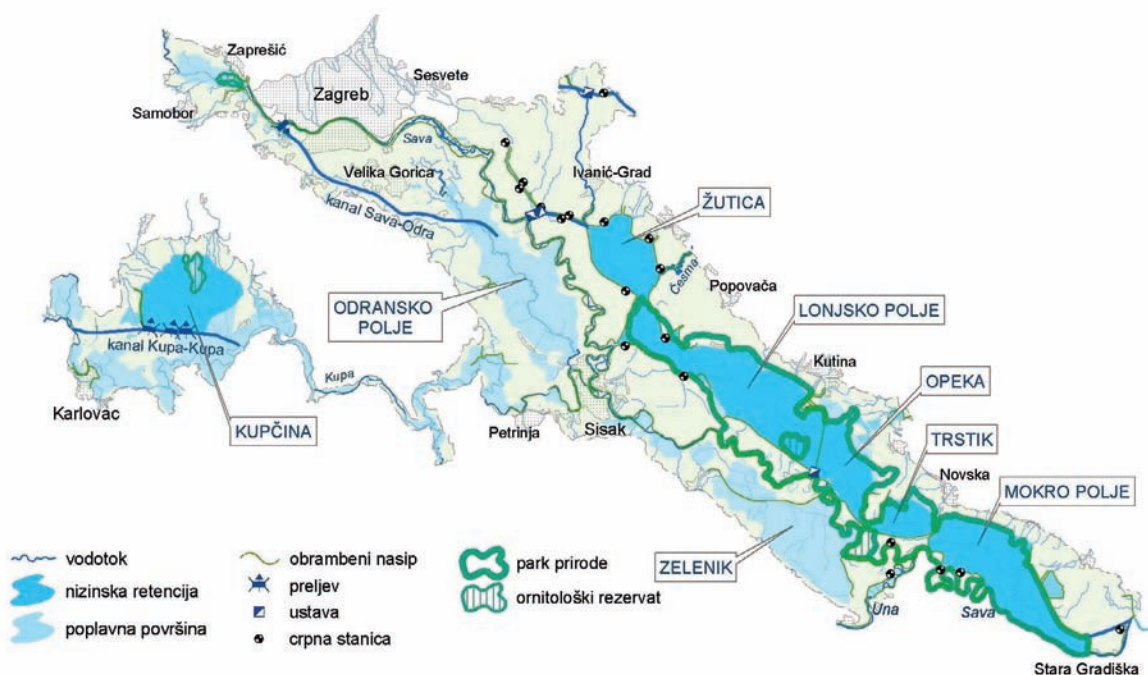 Zaprešić
Sesvete
Zagreb
Samobor
Sava
Velika Gorica
Ivanić-Grad
ŽUTICA
kanal Sava-Odra
Česma
Popovača
ODRANSKO
POLJE
LONJSKO POLJE
kanal Kupa-Kupa
Kupa
Kutina
OPEKA
Karlovac
KUPČINA
Petrinja
Sisak
TRSTIK
Novska
MOKRO POLJE
ZELENIK
Una
Sava
Stara Gradiška
vodotok
nizinska retencija
poplavna površina
obrambeni nasip
preljev
ustava
crpna stanica
park prirode
ornitološki rezervat